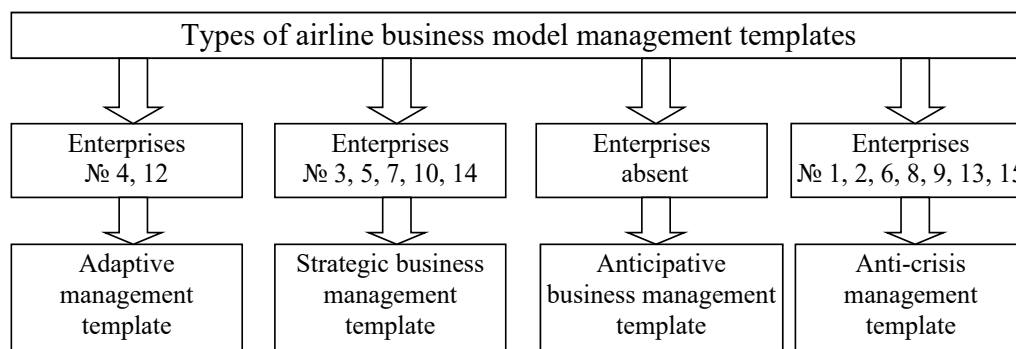 Types of airline business model management templates
Enterprises
№ 4, 12
Enterprises
№ 3, 5, 7, 10, 14
Enterprises
absent
Enterprises
№ 1, 2, 6, 8, 9, 13, 15
Adaptive
management
template
Strategic business
management
template
Anticipative
business management
template
Anti-crisis
management
template